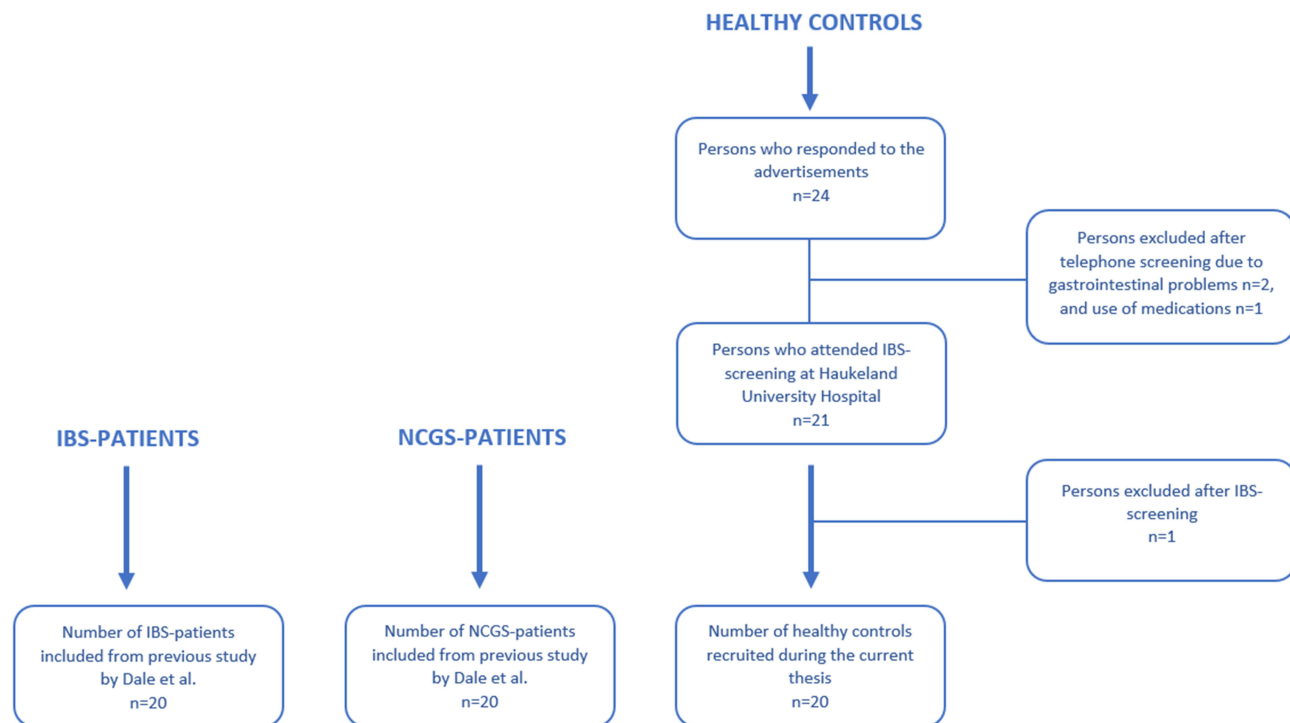 HEALTHY CONTROLS
Persons who responded to the
advertisements
n=24
Persons excluded after
telephone screening due to
gastrointestinal problems n=2,
and use of medications n=1
Persons who attended IBS-
screening at Haukeland
University Hospital
n=21
IBS-PATIENTS
NCGS-PATIENTS
Persons excluded after IBS-
screening
n=1
Number of IBS-patients
included from previous study
by Dale et al.
n=20
Number of NCGS-patients
included from previous study
by Dale et al.
n=20
Number of healthy controls
recruited during the current
thesis
n=20